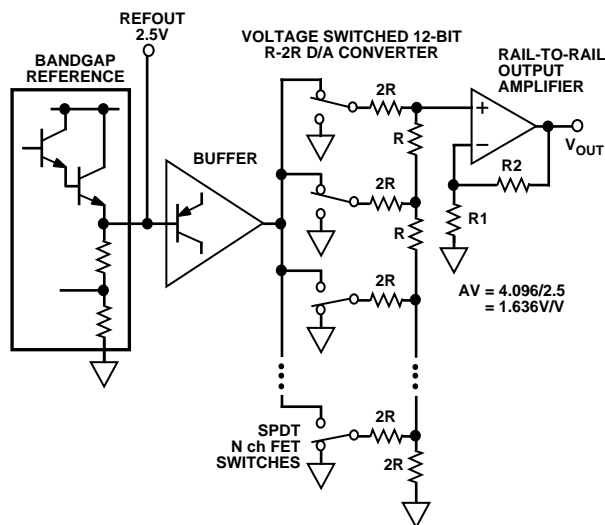 REFOUT
2.5V
BANDGAP
REFERENCE
VOLTAGE SWITCHED 12-BIT
R-2R D/A CONVERTER
RAIL-TO-RAIL
OUTPUT
AMPLIFIER
BUFFER
2R
R
2R
R
2R
2R
2R
SPDT
N ch FET
SWITCHES
+
–
VOUT
R2
R1
AV = 4.096/2.5
= 1.636V/V